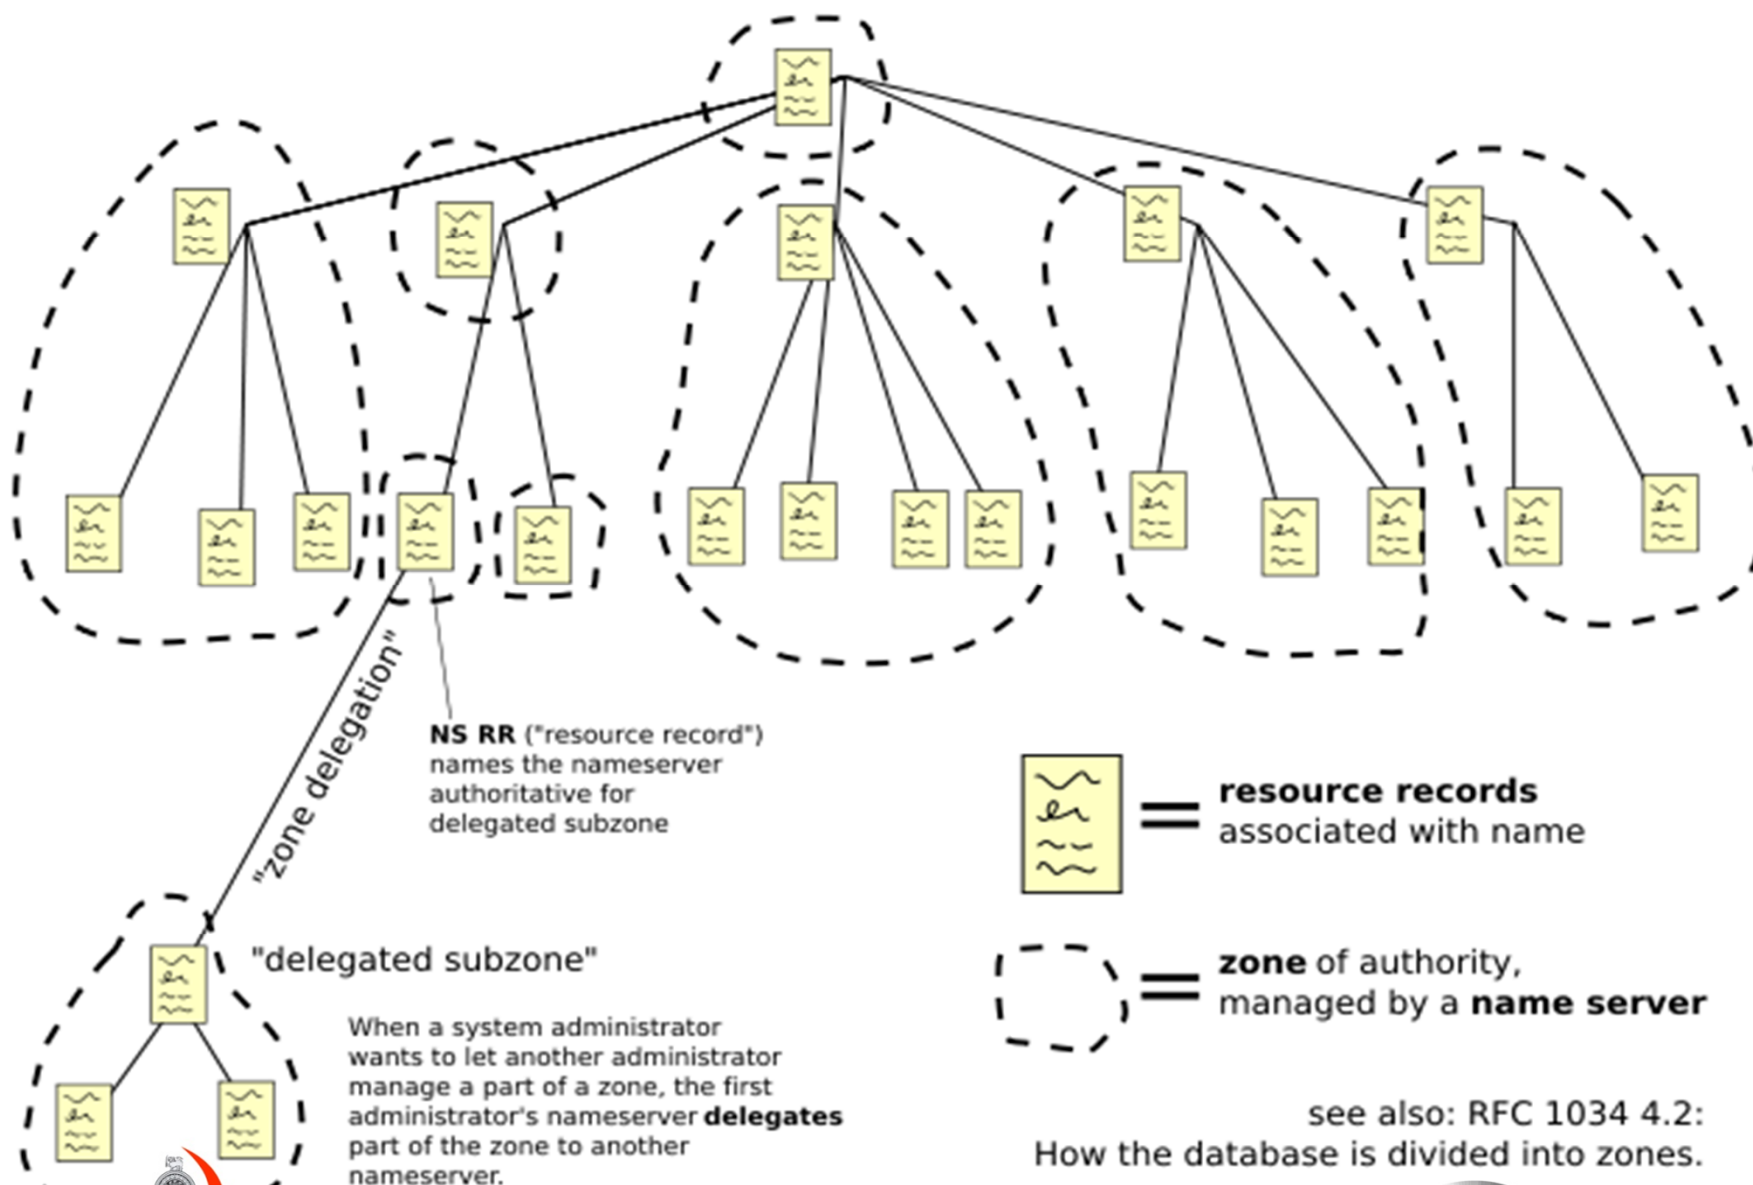 "zone delegation"
NS RR ("resource record")
names the nameserver
authoritative for
delegated subzone
resource records
associated with name
"delegated subzone"
zone of authority,
managed by a name server
When a system administrator
wants to let another administrator
manage a part of a zone, the first
administrator's nameserver delegates
part of the zone to another
nameserver.
see also: RFC 1034 4.2:
How the database is divided into zones.